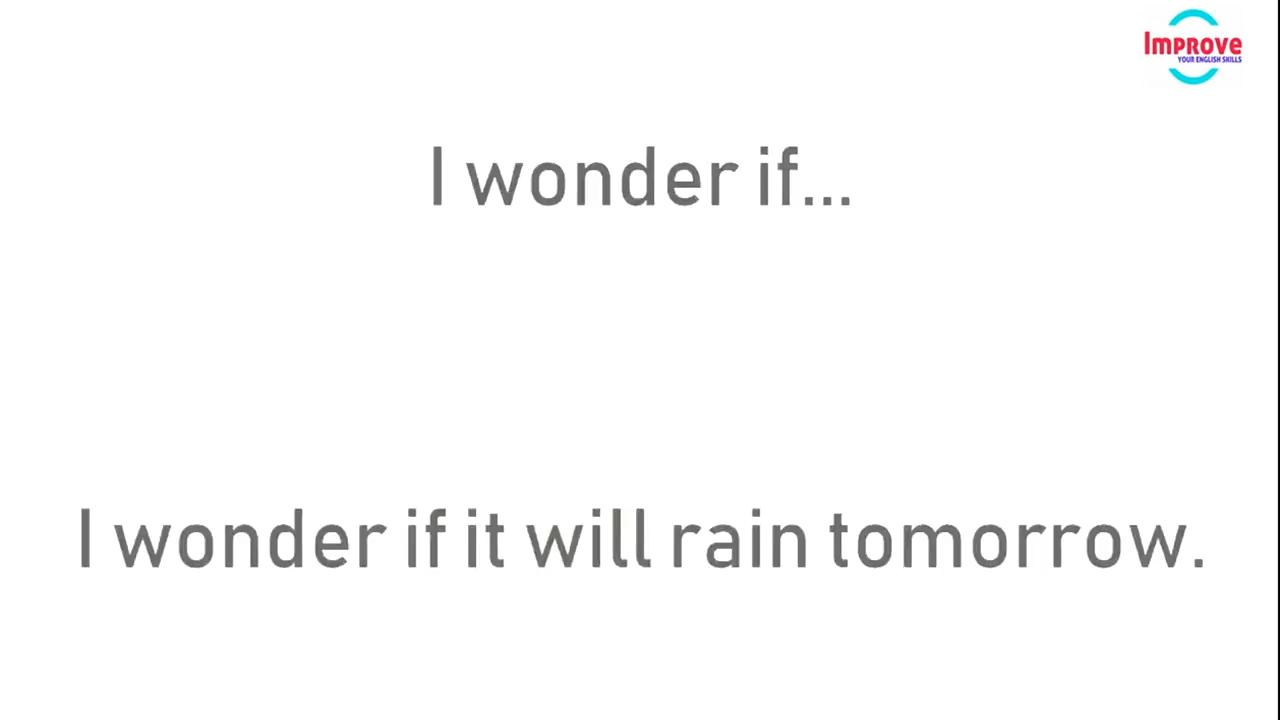 Improve
YOUR ENGLISH SKILLS
I wonder if...
I wonder if it will rain tomorrow.